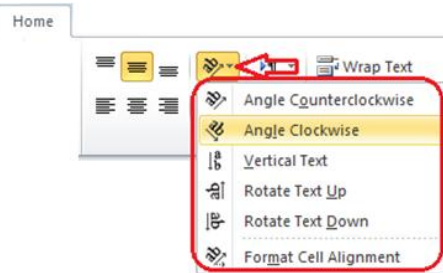 Home
Wrap Text
Angle Counterclockwise
Angle Clockwise
Vertical Text
Rotate Text Up
Rotate Text Down
Format Cell Alignment